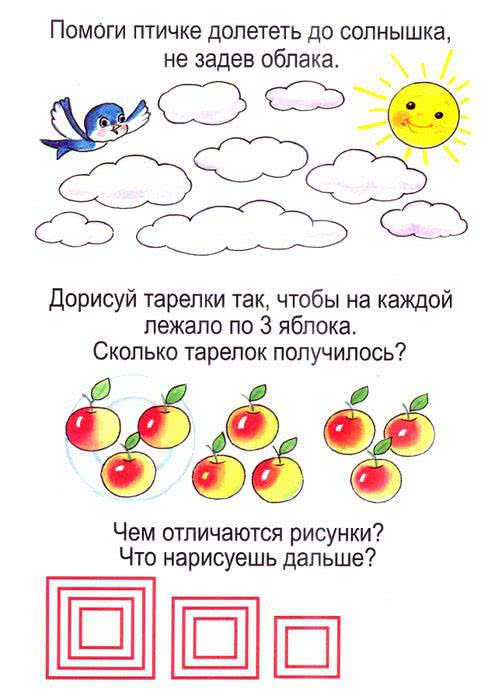 Помоги птичке долететь до солнышка,
не задев облака.
Дорисуй тарелки так, чтобы на каждой
лежало по 3 яблока.
Сколько тарелок получилось?
Чем отличаются рисунки?
Что нарисуешь дальше?